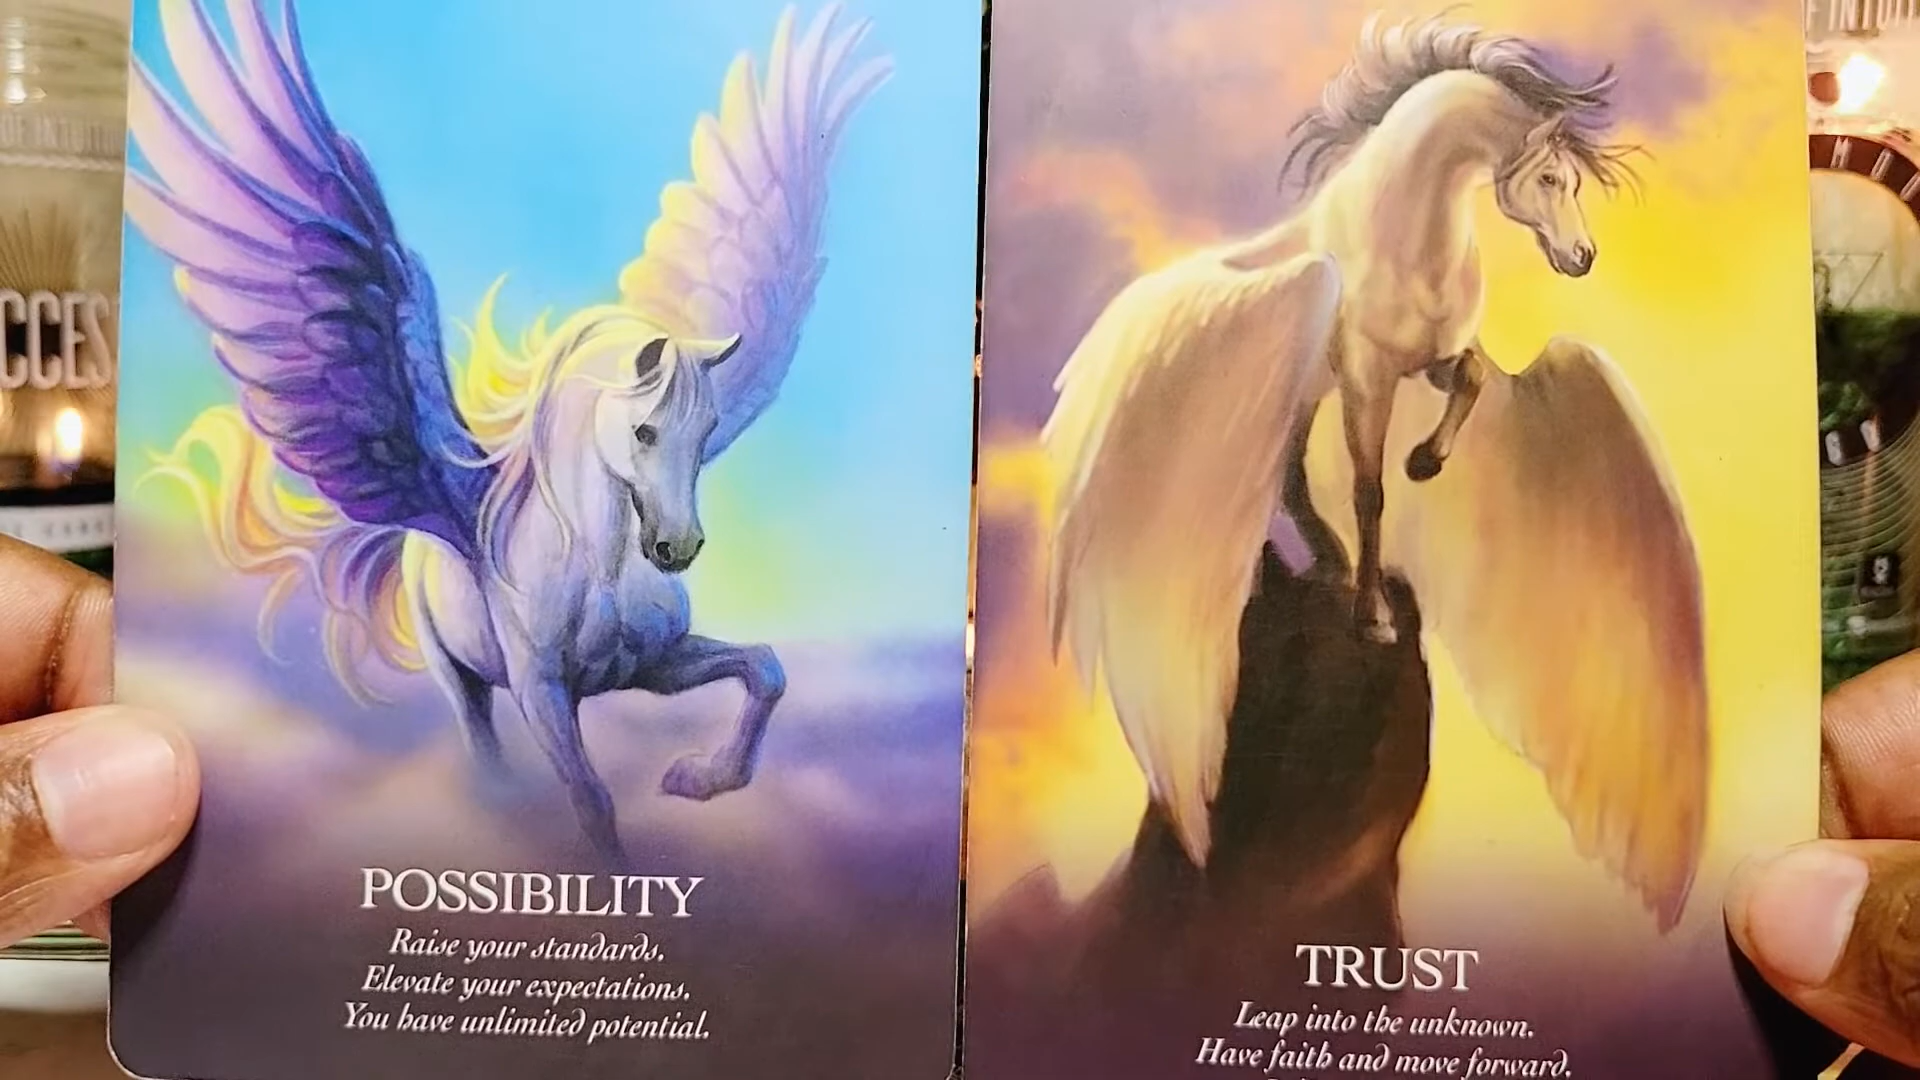 POSSIBILITY
Raise your standards.
Elevate your expectations.
You have unlimited potential.
TRUST
Leap into the unknown.
Have faith and move forward.